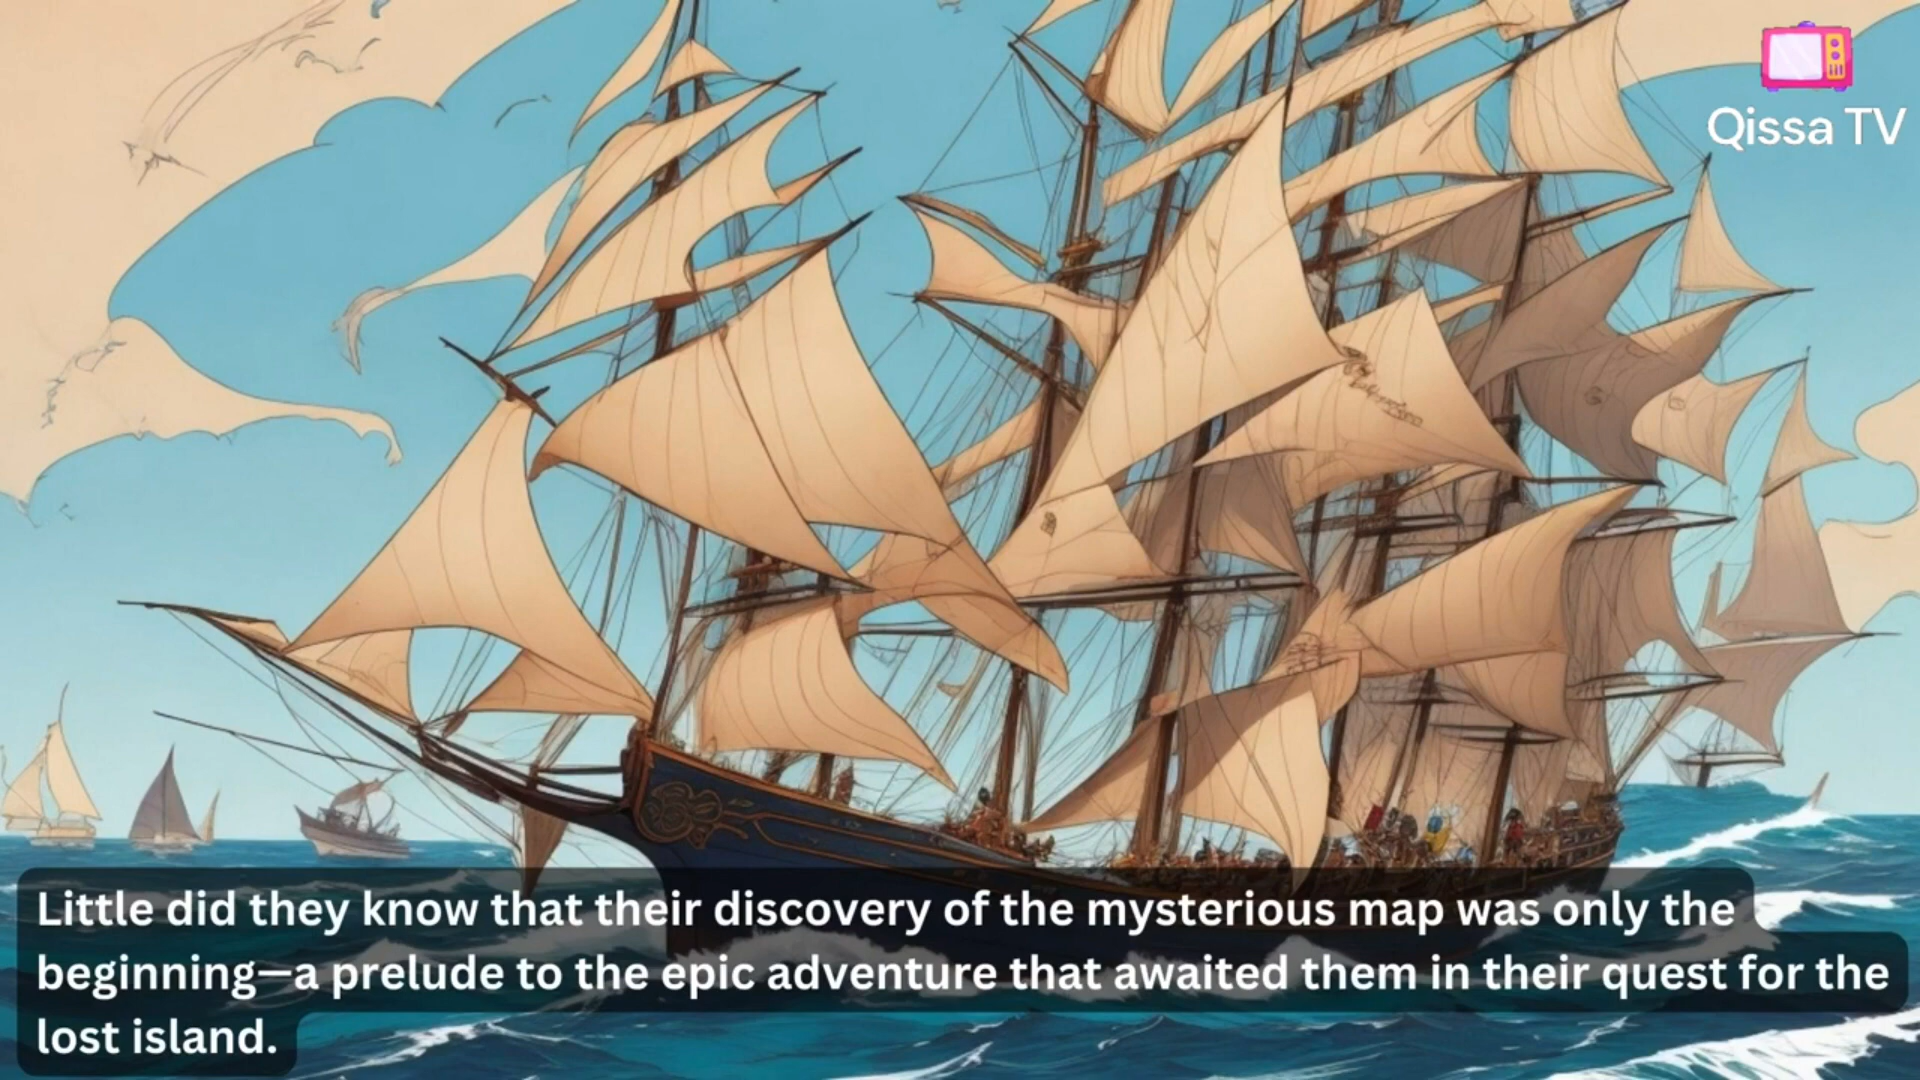 Qissa TV
Little did they know that their discovery of the mysterious map was only the
beginning—a prelude to the epic adventure that awaited them in their quest for the
lost island.